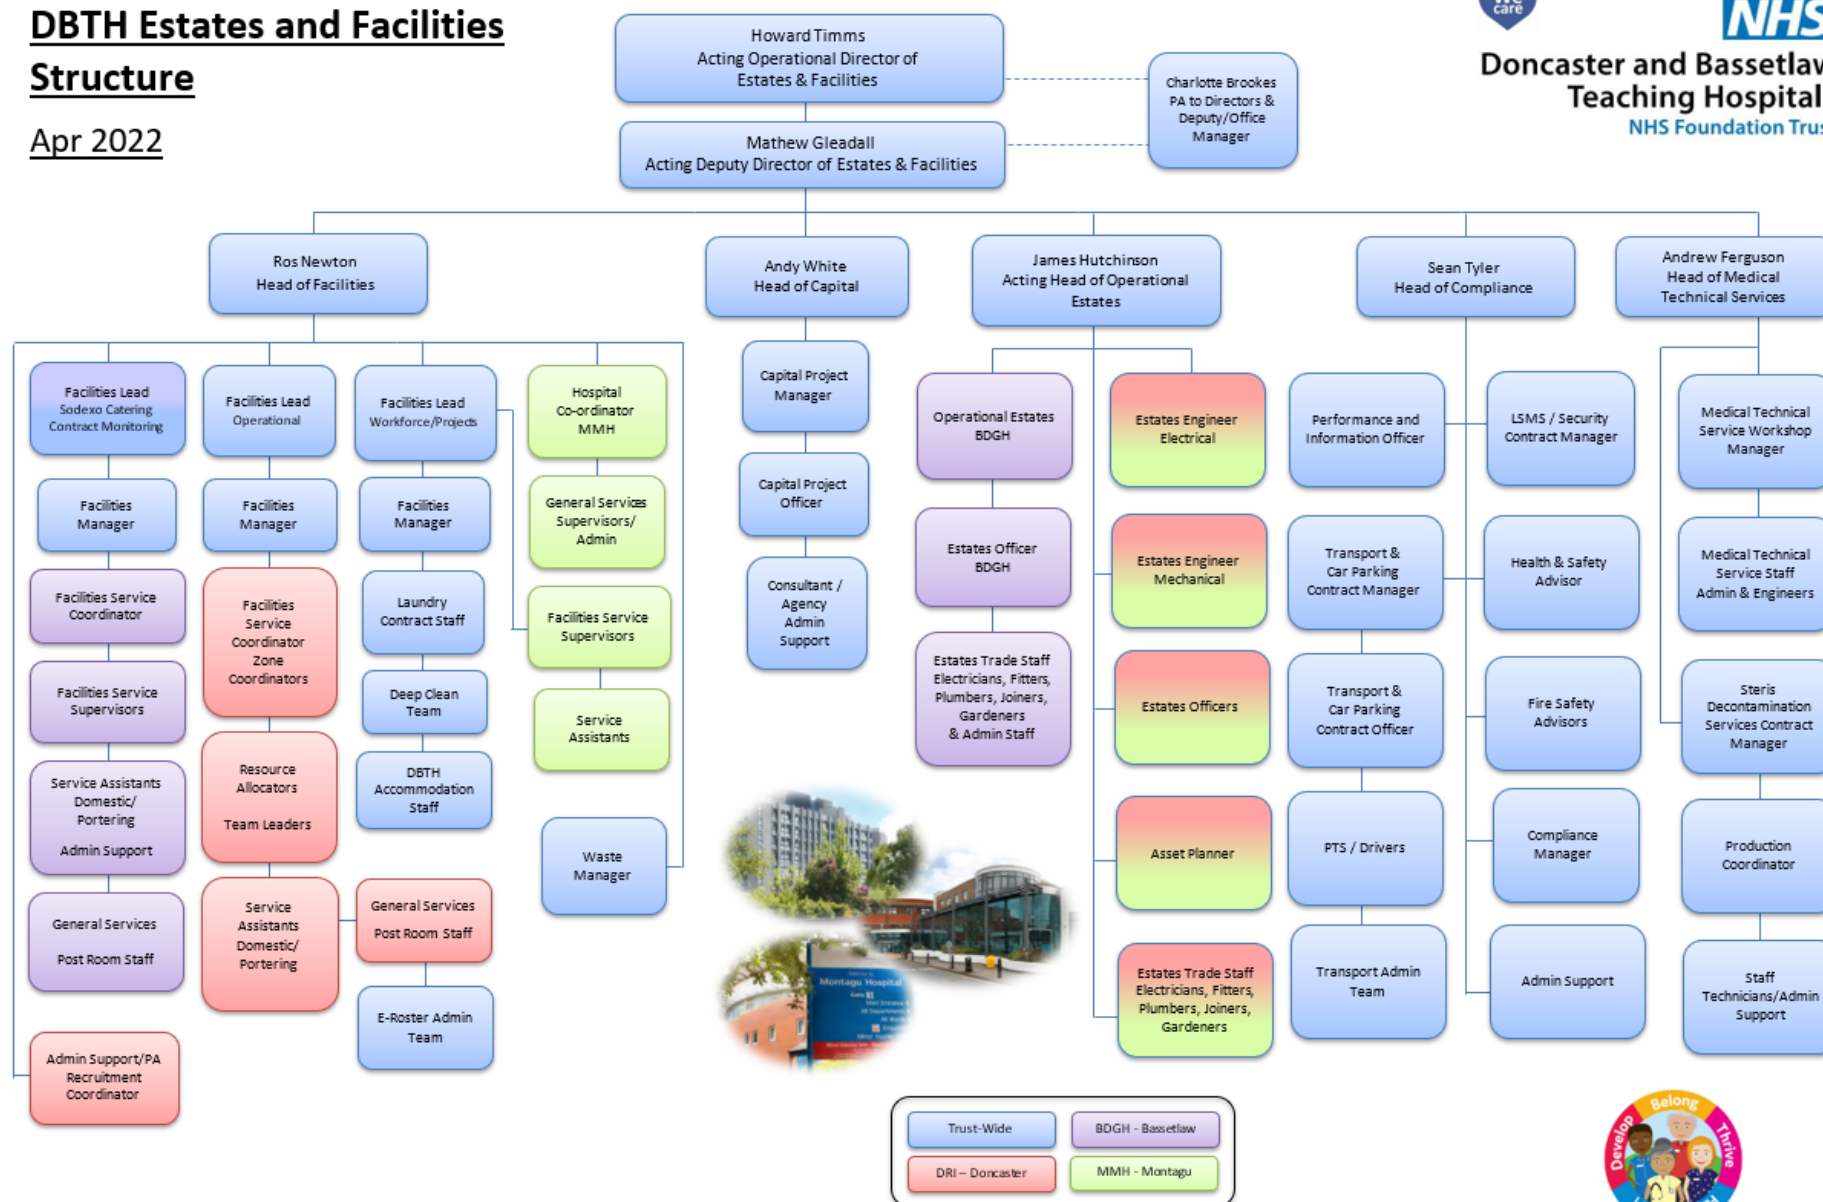 DBTH Estates and Facilities
Structure
Apr 2022
Howard Timms
Acting Operational Director of
Estates & Facilities
Mathew Gleadall
Acting Deputy Director of Estates & Facilities
Charlotte Brookes
PA to Directors &
Deputy/Office
Manager
We
care
NHS
Doncaster and Bassetlaw
Teaching Hospital
NHS Foundation Trus
Ros Newton
Head of Facilities
Andy White
Head of Capital
James Hutchinson
Acting Head of Operational
Estates
Sean Tyler
Head of Compliance
Andrew Ferguson
Head of Medical
Technical Services
Facilities Lead
Sodexo Catering
Contract Monitoring
Facilities
Manager
Facilities Service
Coordinator
Facilities Service
Supervisors
Service Assistants
Domestic/
Portering
Admin Support
General Services
Post Room Staff
Admin Support/PA
Recruitment
Coordinator
Facilities Lead
Operational
Facilities
Manager
Facilities
Service
Coordinator
Zone
Coordinators
Resource
Allocators
Team Leaders
Service
Assistants
Domestic/
Portering
Facilities Lead
Workforce/Projects
Facilities
Manager
Laundry
Contract Staff
Deep Clean
Team
DBTH
Accommodation
Staff
General Services
Post Room Staff
E-Roster Admin
Team
Hospital
Co-ordinator
MMH
General Services
Supervisors/
Admin
Facilities Service
Supervisors
Service
Assistants
Waste
Manager
Capital Project
Manager
Capital Project
Officer
Consultant /
Agency
Admin
Support
Operational Estates
BDGH
Estates Officer
BDGH
Estates Trade Staff
Electricians, Fitters,
Plumbers, Joiners,
Gardeners
& Admin Staff
Estates Engineer
Electrical
Estates Engineer
Mechanical
Estates Officers
Asset Planner
Estates Trade Staff
Electricians, Fitters,
Plumbers, Joiners,
Gardeners
Performance and
Information Officer
Transport &
Car Parking
Contract Manager
Transport &
Car Parking
Contract Officer
PTS / Drivers
Transport Admin
Team
LSMS / Security
Contract Manager
Health & Safety
Advisor
Fire Safety
Advisors
Compliance
Manager
Admin Support
Medical Technical
Service Workshop
Manager
Medical Technical
Service Staff
Admin & Engineers
Steris
Decontamination
Services Contract
Manager
Production
Coordinator
Staff
Technicians/Admin
Support
Montagu Hospital
Trust-Wide
BDGH - Bassetlaw
DRI – Doncaster
MMH - Montagu
Develop
Belong
Thrive